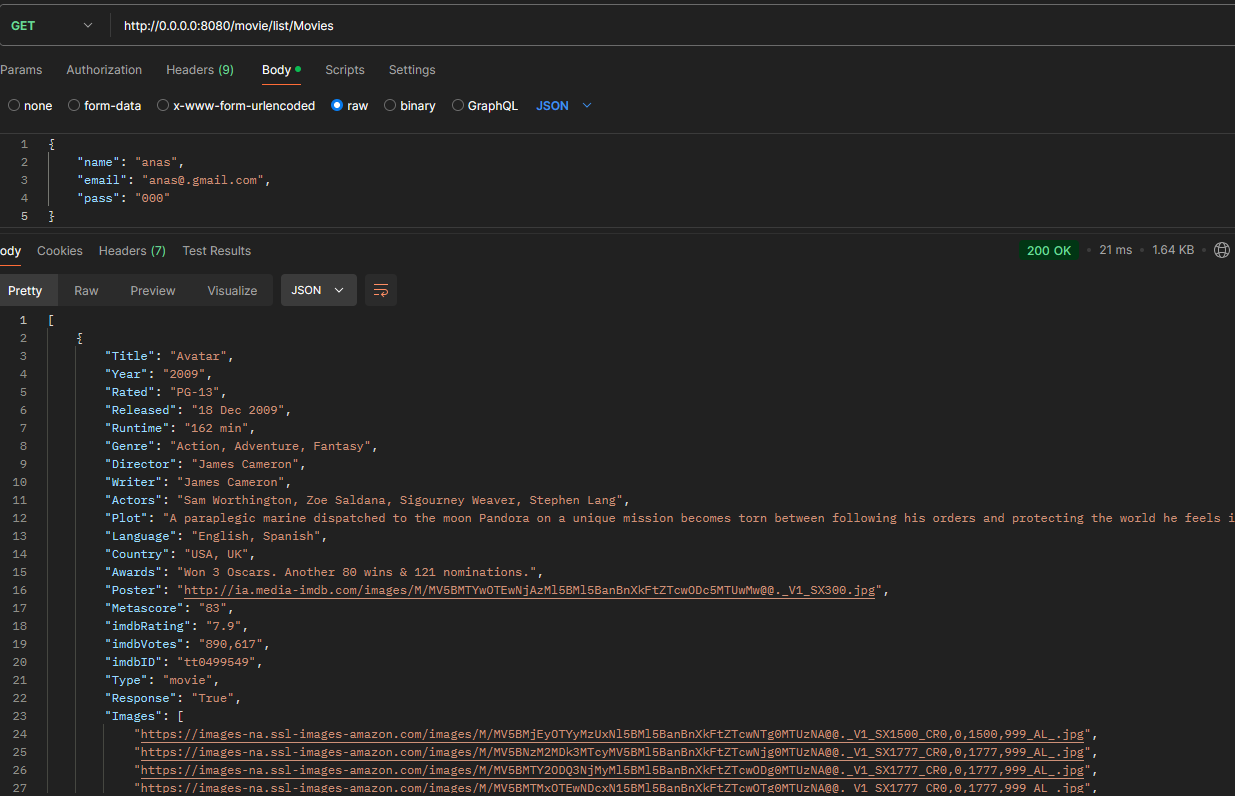 GET http://0.0.0.0:8080/movie/list/Movies
Params Authorization Headers (9) Body Scripts Settings
none form-data x-www-form-urlencoded raw binary GraphQL JSON
1 {
2 "name": "anas",
3 "email": "anas@.gmail.com",
4 "pass": "000"
5 }
ody Cookies Headers (7) Test Results 200 OK • 21 ms • 1.64 KB •
Pretty Raw Preview Visualize JSON
1 [
2 {
3 "Title": "Avatar",
4 "Year": "2009",
5 "Rated": "PG-13",
6 "Released": "18 Dec 2009",
7 "Runtime": "162 min",
8 "Genre": "Action, Adventure, Fantasy",
9 "Director": "James Cameron",
10 "Writer": "James Cameron",
11 "Actors": "Sam Worthington, Zoe Saldana, Sigourney Weaver, Stephen Lang",
12 "Plot": "A paraplegic marine dispatched to the moon Pandora on a unique mission becomes torn between following his orders and protecting the world he feels i
13 "Language": "English, Spanish",
14 "Country": "USA, UK",
15 "Awards": "Won 3 Oscars. Another 80 wins & 121 nominations.",
16 "Poster": "http://ia.media-imdb.com/images/M/MV5BMTYwOTEwNjAzMl5BMl5BanBnXkFtZTcwODc5MTUwMw@@._V1_SX300.jpg",
17 "Metascore": "83",
18 "imdbRating": "7.9",
19 "imdbVotes": "890,617",
20 "imdbID": "tt0499549",
21 "Type": "movie",
22 "Response": "True",
23 "Images": [
24 "https://images-na.ssl-images-amazon.com/images/M/MV5BMjEyOTYyMzUxNl5BMl5BanBnXkFtZTcwNTg0MTUzNA@@._V1_SX1500_CR0,0,1500,999_AL_.jpg",
25 "https://images-na.ssl-images-amazon.com/images/M/MV5BNzM2MDk3MTcyMV5BMl5BanBnXkFtZTcwNjg0MTUzNA@@._V1_SX1777_CR0,0,1777,999_AL_.jpg",
26 "https://images-na.ssl-images-amazon.com/images/M/MV5BMTY2ODQ3NjMyMl5BMl5BanBnXkFtZTcwODg0MTUzNA@@._V1_SX1777_CR0,0,1777,999_AL_.jpg",
27 "https://images-na.ssl-images-amazon.com/images/M/MV5BMTMxOTEwNDcxN15BMl5BanBnXkFtZTcwOTg0MTUzNA@@._V1_SX1777_CR0,0,1777,999_AL_.jpg",